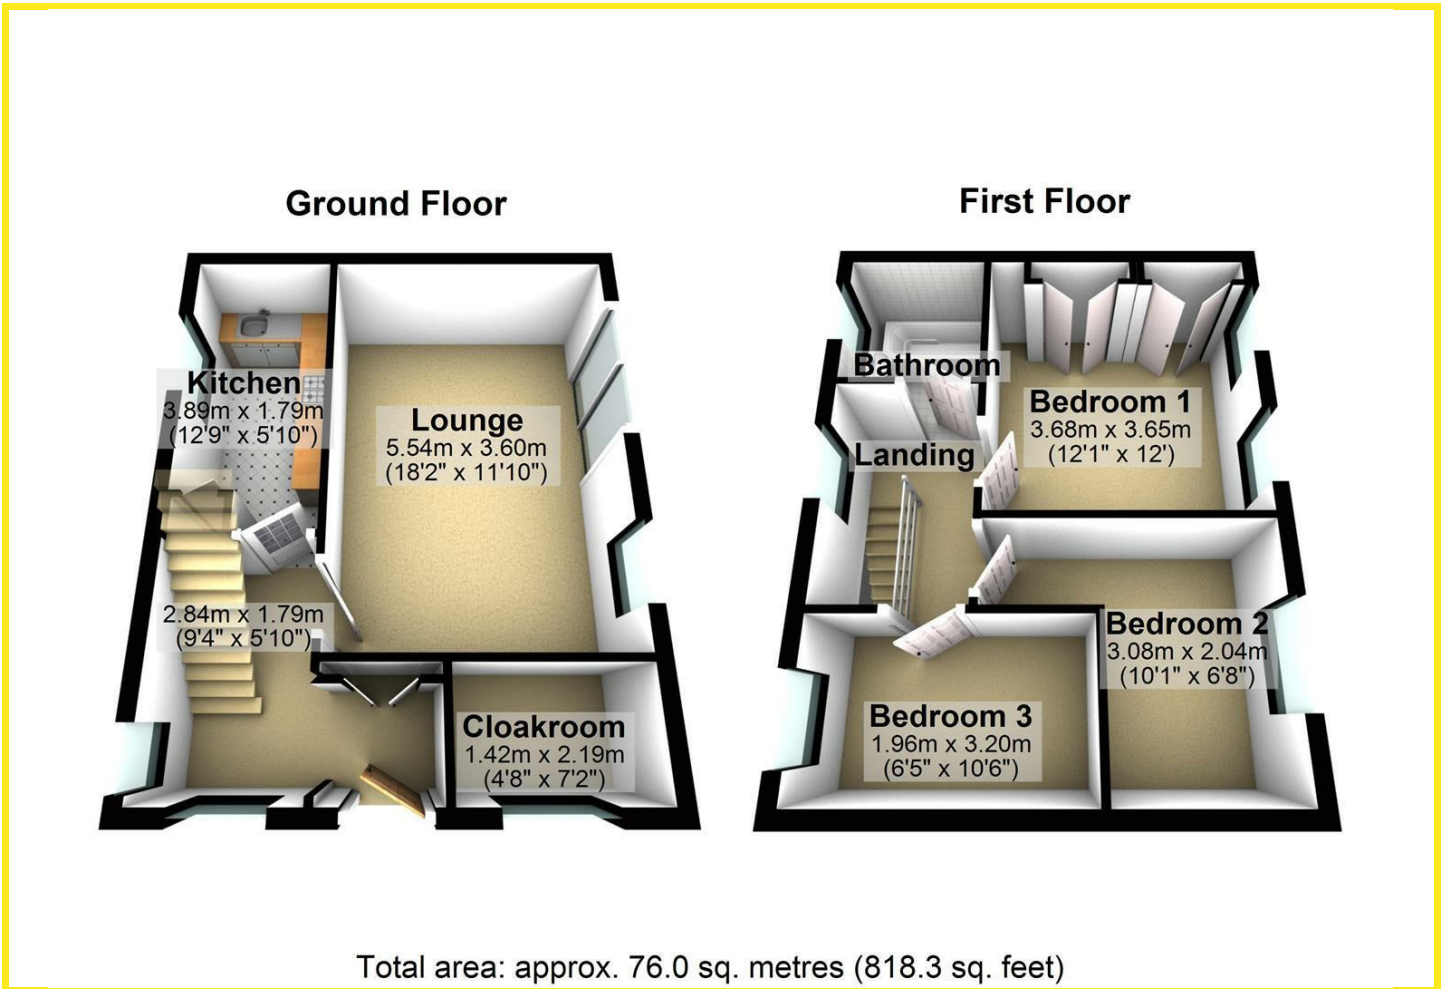 Ground Floor
Kitchen
3.89m x 1.79m
(12'9" x 5'10")
Lounge
5.54m x 3.60m
(18'2" x 11'10")
2.84m x 1.79m
(9'4" x 5'10")
Cloakroom
1.42m x 2.19m
(4'8" x 7'2")
First Floor
Bathroom
Landing
Bedroom 1
3.68m x 3.65m
(12'1" x 12')
Bedroom 2
3.08m x 2.04m
(10'1" x 6'8")
Bedroom 3
1.96m x 3.20m
(6'5" x 10'6")
Total area: approx. 76.0 sq. metres (818.3 sq. feet)